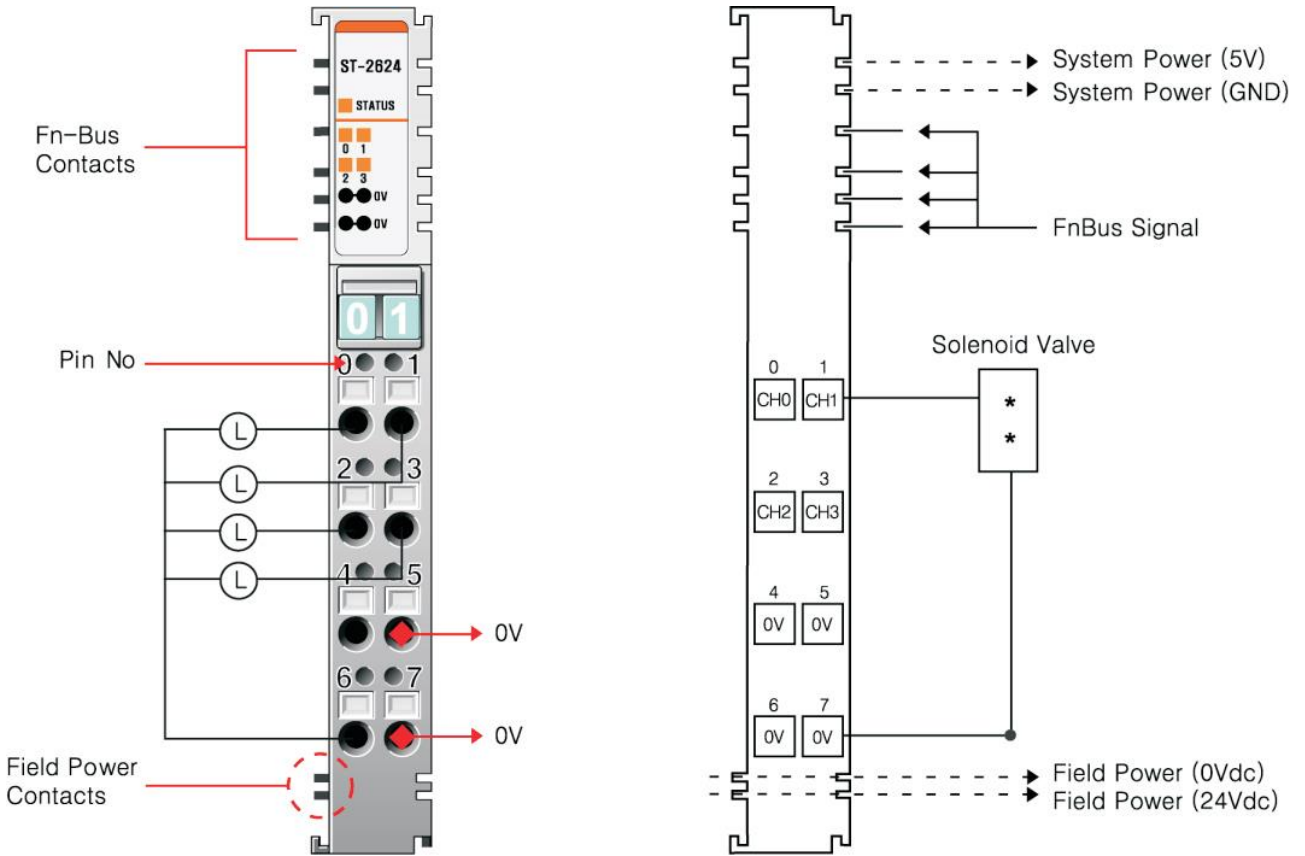 ST-2624
STATUS
0 1
2 3
0V
0V
Fn-Bus
Contacts
01
Pin No
0 1
L
2 3
L
L
4 5
L
0V
6 7
0V
Field Power
Contacts
System Power (5V)
System Power (GND)
FnBus Signal
Solenoid Valve
*
*
0 1
CH0 CH1
2 3
CH2 CH3
4 5
0V 0V
6 7
0V 0V
Field Power (0Vdc)
Field Power (24Vdc)